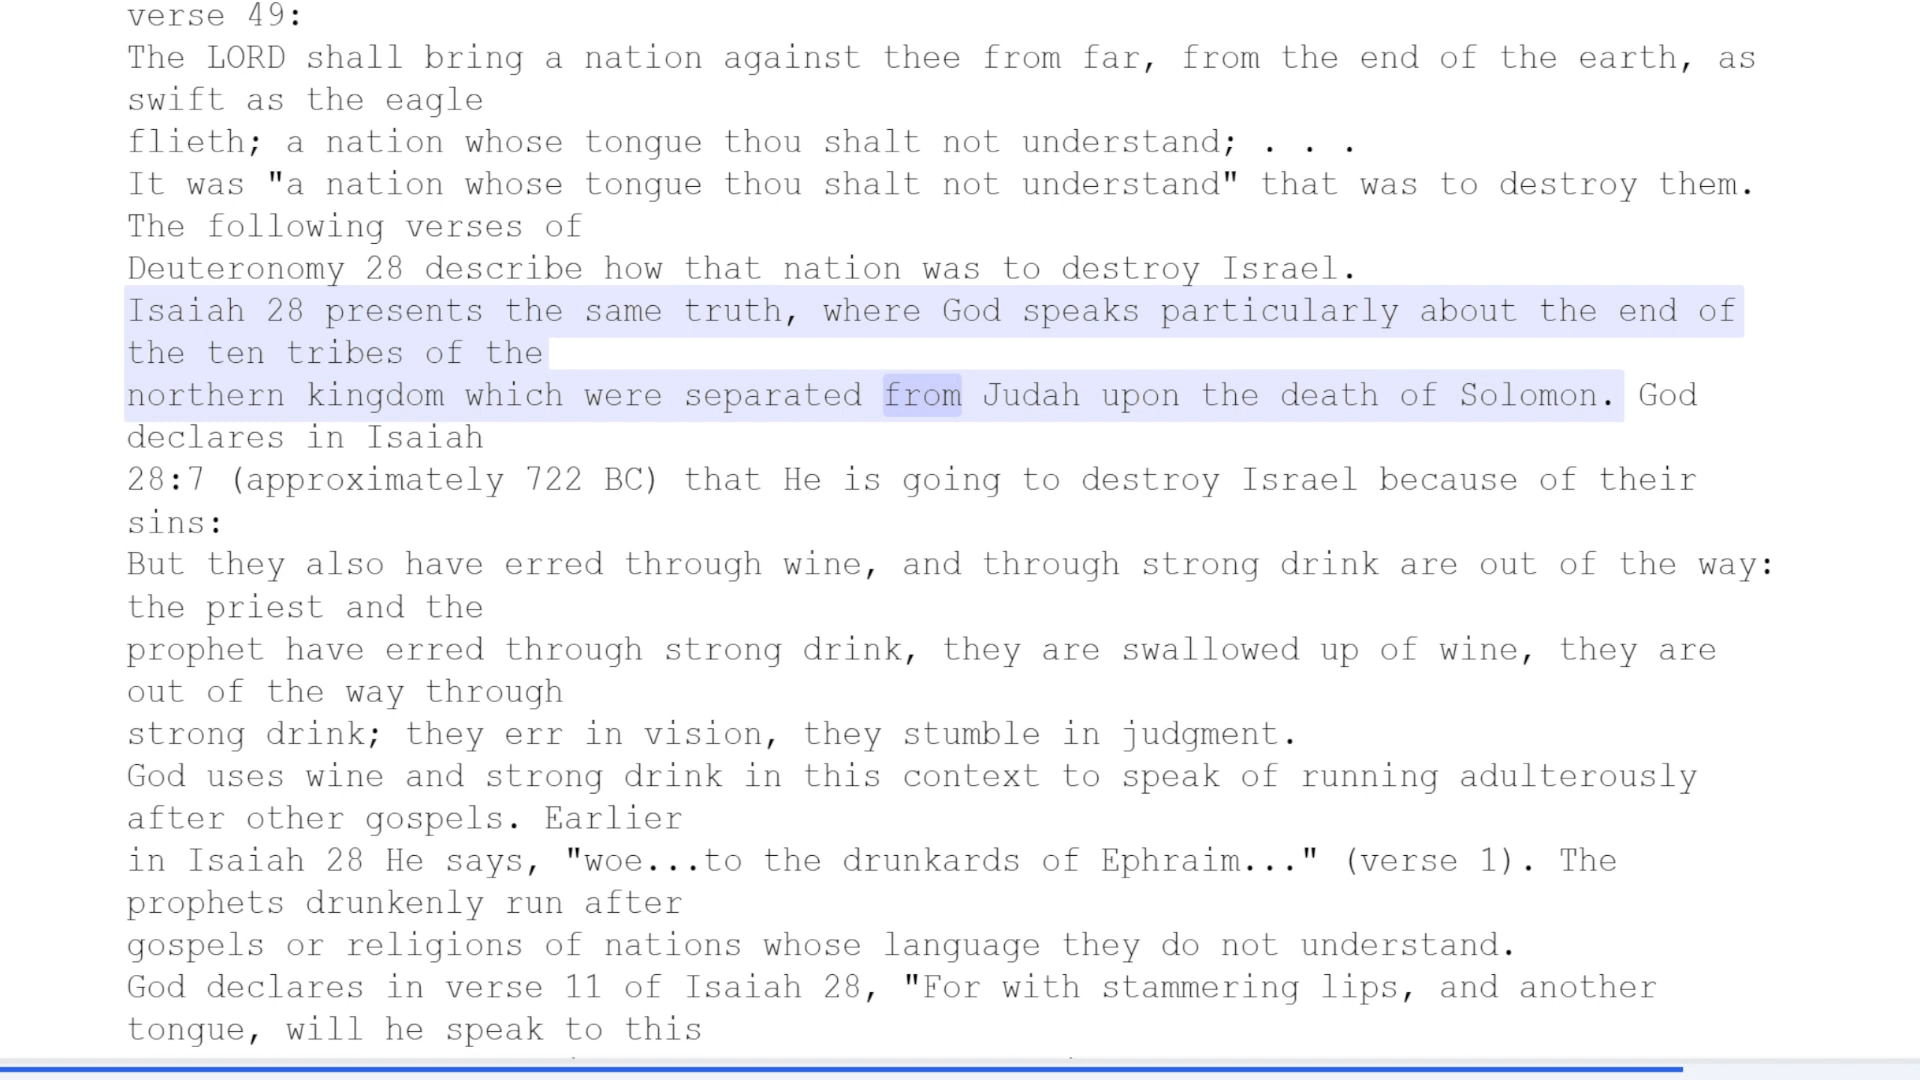 verse 49:
The LORD shall bring a nation against thee from far, from the end of the earth, as
swift as the eagle
flieth; a nation whose tongue thou shalt not understand; . . .
It was "a nation whose tongue thou shalt not understand" that was to destroy them.
The following verses of
Deuteronomy 28 describe how that nation was to destroy Israel.
Isaiah 28 presents the same truth, where God speaks particularly about the end of
the ten tribes of the
northern kingdom which were separated from Judah upon the death of Solomon. God
declares in Isaiah
28:7 (approximately 722 BC) that He is going to destroy Israel because of their
sins:
But they also have erred through wine, and through strong drink are out of the way:
the priest and the
prophet have erred through strong drink, they are swallowed up of wine, they are
out of the way through
strong drink; they err in vision, they stumble in judgment.
God uses wine and strong drink in this context to speak of running adulterously
after other gospels. Earlier
in Isaiah 28 He says, "woe...to the drunkards of Ephraim..." (verse 1). The
prophets drunkenly run after
gospels or religions of nations whose language they do not understand.
God declares in verse 11 of Isaiah 28, "For with stammering lips, and another
tongue, will he speak to this